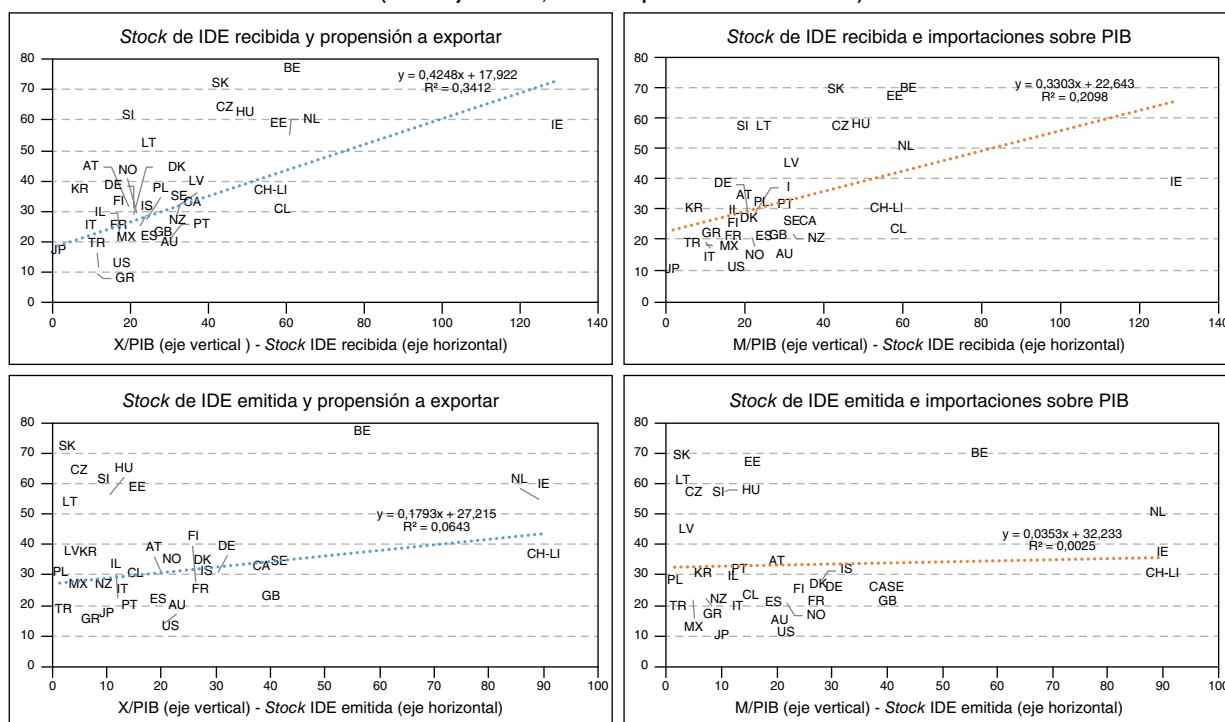 Stock de IDE recibida y propensión a exportar
80
70
60
50
40
30
20
10
0
BE
SK
CZ
HU
SI
EE
NL
IE
LT
AT
NO
DK
KR
DE
PL
LV
FI
IS
SE
CA
CH-LI
IL
IT
FR
NZ
PT
EL
TR
MX
ES
GB
AU
JP
US
GR
y = 0,4248x + 17,922
R² = 0,3412
0 20 40 60 80 100 120 140
X/PIB (eje vertical ) - Stock IDE recibida (eje horizontal)
Stock de IDE recibida e importaciones sobre PIB
80
70
60
50
40
30
20
10
0
SK
EE
BE
SI
LT
CZ
HU
NL
LV
DE
AT
I
IE
KR
IL
PL
IT
CH-LI
FI
DK
SE
CA
CL
GR
FR
ES
GB
NZ
TR
MX
IT
NO
AU
JP
US
y = 0,3303x + 22,643
R² = 0,2098
0 20 40 60 80 100 120 140
M/PIB (eje vertical) - Stock IDE recibida (eje horizontal)
Stock de IDE emitida y propensión a exportar
80
70
60
50
40
30
20
10
0
BE
SK
CZ
HU
SI
EE
NL
IE
LT
FI
LV
KR
AT
NO
DE
DK
SE
CH-LI
IL
CA
PL
CL
IS
MX
NZ
IT
FR
ES
GB
TR
PT
AU
GR
JP
US
y = 0,1793x + 27,215
R² = 0,0643
0 10 20 30 40 50 60 70 80 90 100
X/PIB (eje vertical) - Stock IDE emitida (eje horizontal)
Stock de IDE emitida e importaciones sobre PIB
80
70
60
50
40
30
20
10
0
SK
BE
EE
LT
CZ
SI
HU
NL
LV
IE
AT
PL
KR
IL
PT
IS
CH-LI
DK
DE
CA
SE
FI
NZ
CL
ES
FR
GB
TR
GR
IT
NO
MX
AU
JP
US
y = 0,0353x + 32,233
R² = 0,0025
0 10 20 30 40 50 60 70 80 90 100
M/PIB (eje vertical) - Stock IDE emitida (eje horizontal)